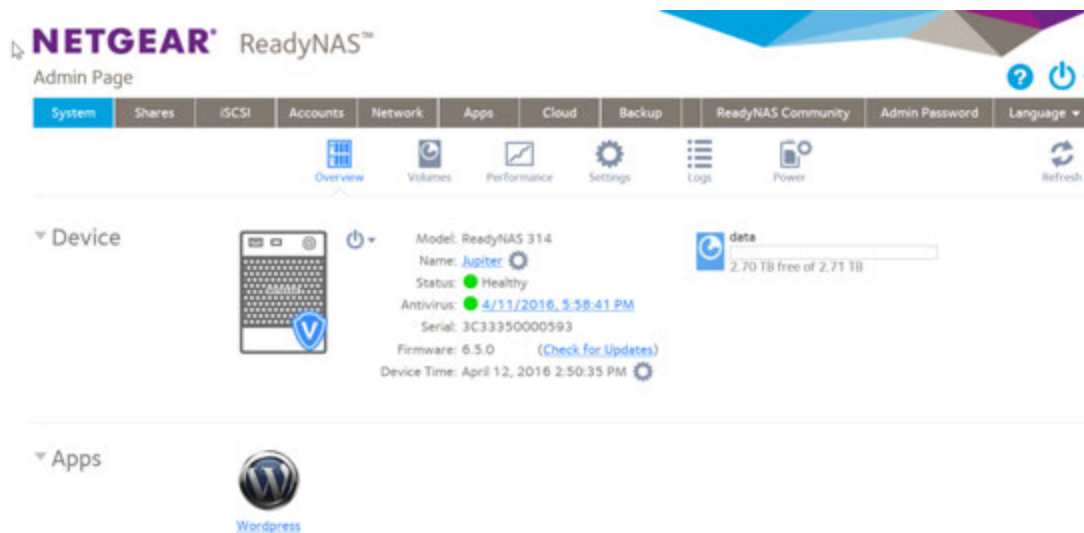 NETGEAR® ReadyNAS™
Admin Page
System Shares iSCSI Accounts Network Apps Cloud Backup ReadyNAS Community Admin Password Language
Overview Volumes Performance Settings Logs Power Refresh
Device
Model: ReadyNAS 314
Name: Jupiter
Status: Healthy
Antivirus: 4/11/2016, 5:58:41 PM
Serial: 3C33350000593
Firmware: 6.5.0 (Check for Updates)
Device Time: April 12, 2016 2:50:35 PM
data
2.70 TB free of 2.71 TB
V
Apps
W
Wordpress